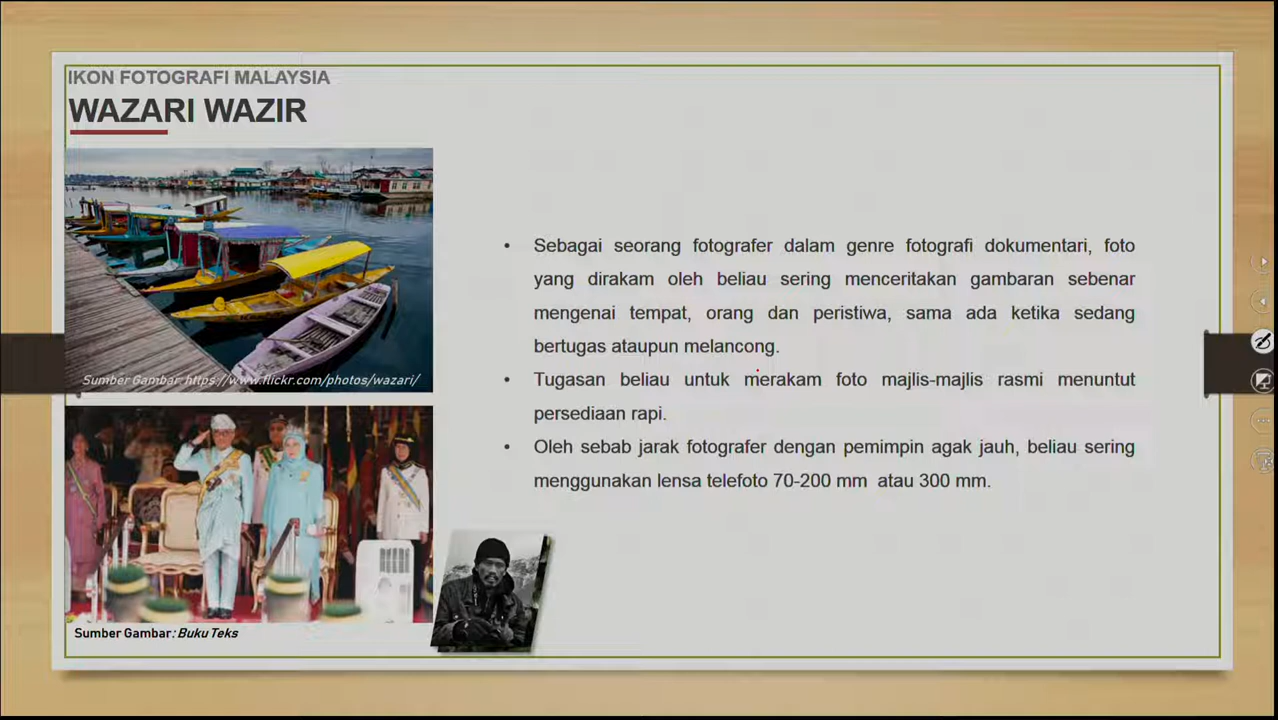 IKON FOTOGRAFI MALAYSIA
WAZARI WAZIR
Sumber Gambar: https://www.flickr.com/photos/wazari/
Sumber Gambar: Buku Teks
• Sebagai seorang fotografer dalam genre fotografi dokumentari, foto
yang dirakam oleh beliau sering menceritakan gambaran sebenar
mengenai tempat, orang dan peristiwa, sama ada ketika sedang
bertugas ataupun melancong.
• Tugasan beliau untuk merakam foto majlis-majlis rasmi menuntut
persediaan rapi.
• Oleh sebab jarak fotografer dengan pemimpin agak jauh, beliau sering
menggunakan lensa telefoto 70-200 mm atau 300 mm.